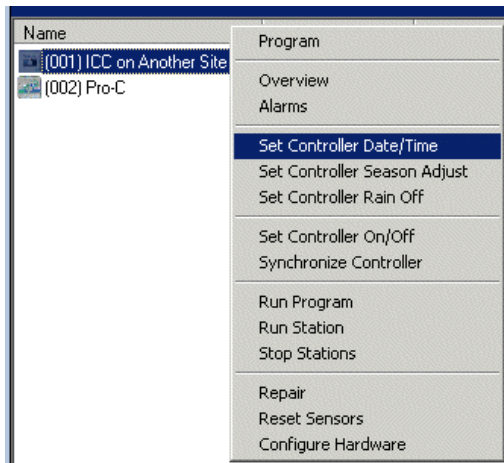 Name
(001) ICC on Another Site
(002) Pro-C
Program
Overview
Alarms
Set Controller Date/Time
Set Controller Season Adjust
Set Controller Rain Off
Set Controller On/Off
Synchronize Controller
Run Program
Run Station
Stop Stations
Repair
Reset Sensors
Configure Hardware